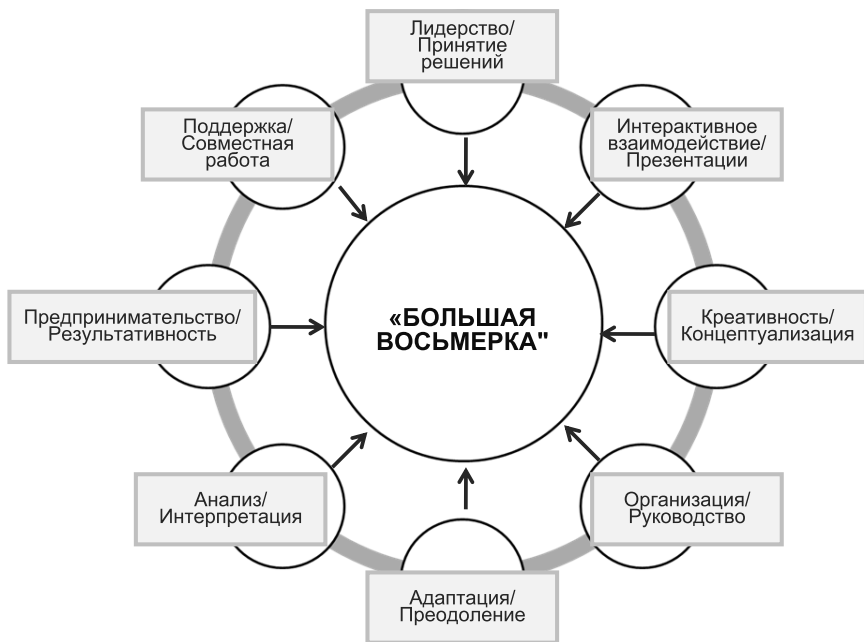 Лидерство/
Принятие
решений
Поддержка/
Совместная
работа
Интерактивное
взаимодействие/
Презентации
Предпринимательство/
Результативность
«БОЛЬШАЯ
ВОСЬМЕРКА"
Креативность/
Концептуализация
Анализ/
Интерпретация
Организация/
Руководство
Адаптация/
Преодоление